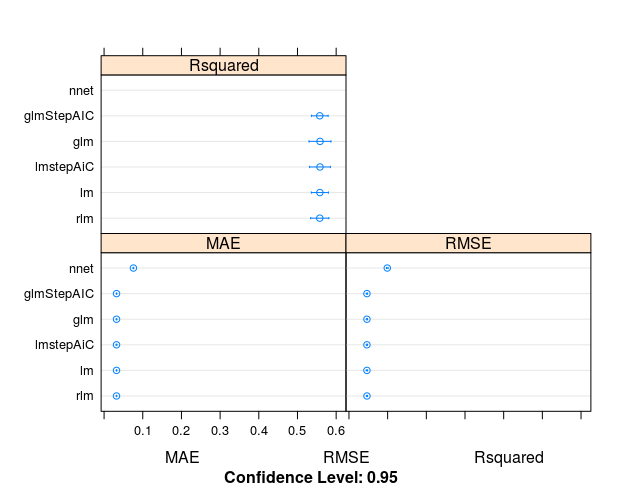 Rsquared
nnet
glmStepAIC
glm
lmstepAiC
lm
rlm
MAE RMSE
nnet
glmStepAIC
glm
lmstepAiC
lm
rlm
0.1 0.2 0.3 0.4 0.5 0.6
MAE RMSE Rsquared
Confidence Level: 0.95